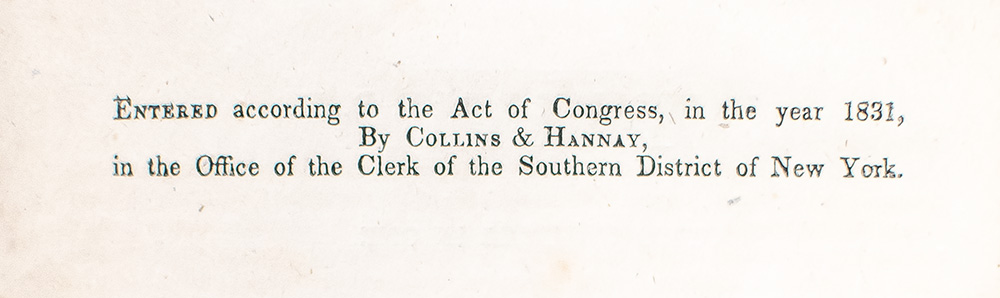 ENTERED according to the Act of Congress, in the year 1831,
By COLLINS & HANNAY,
in the Office of the Clerk of the Southern District of New York.